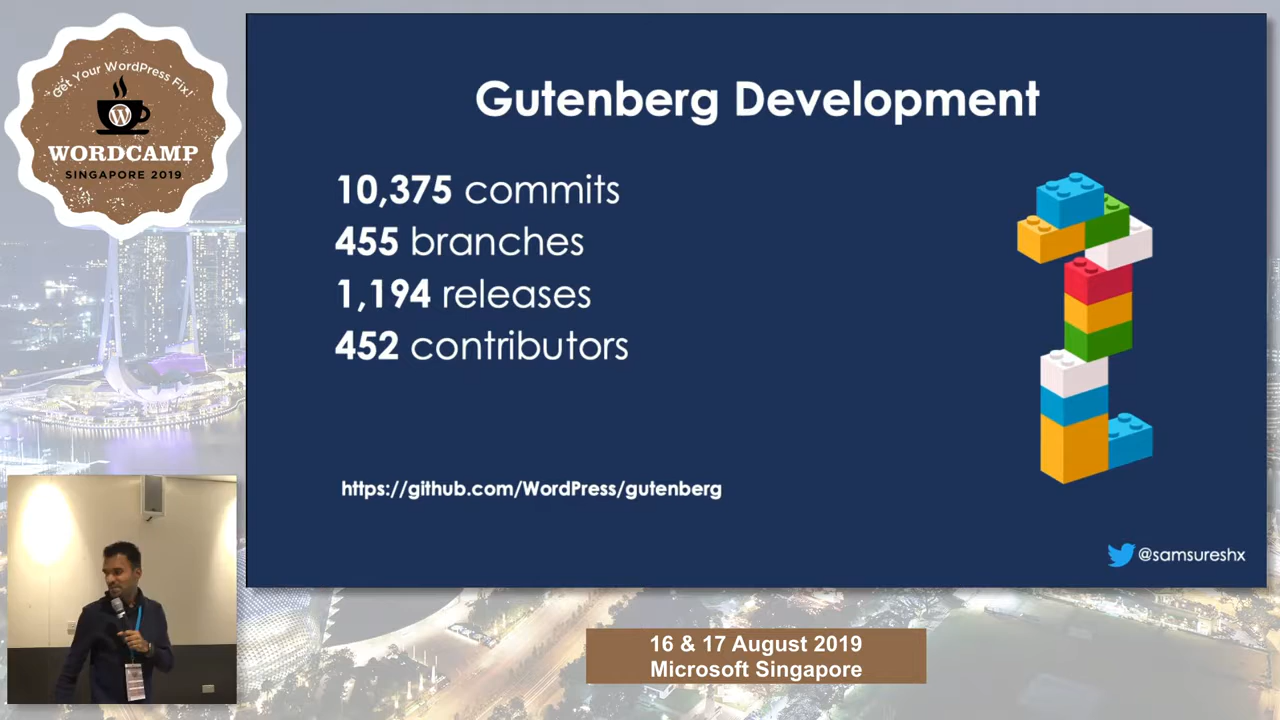 Get Your WordPress Fix!
WORDCAMP
SINGAPORE 2019
Gutenberg Development
10,375 commits
455 branches
1,194 releases
452 contributors
https://github.com/WordPress/gutenberg
@samsureshx
16 & 17 August 2019
Microsoft Singapore